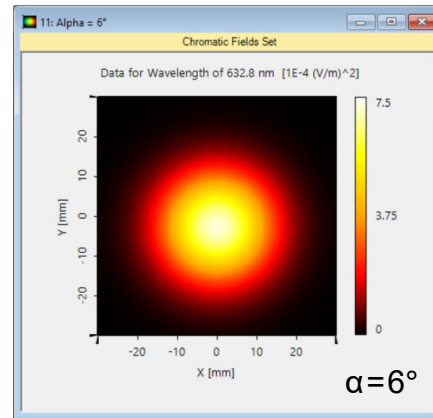 11: Alpha = 6°
Chromatic Fields Set
Data for Wavelength of 632.8 nm [1E-4 (V/m)^2]
7.5
3.75
0
20
10
0
-10
-20
Y [mm]
-20 -10 0 10 20
X [mm]
α=6°